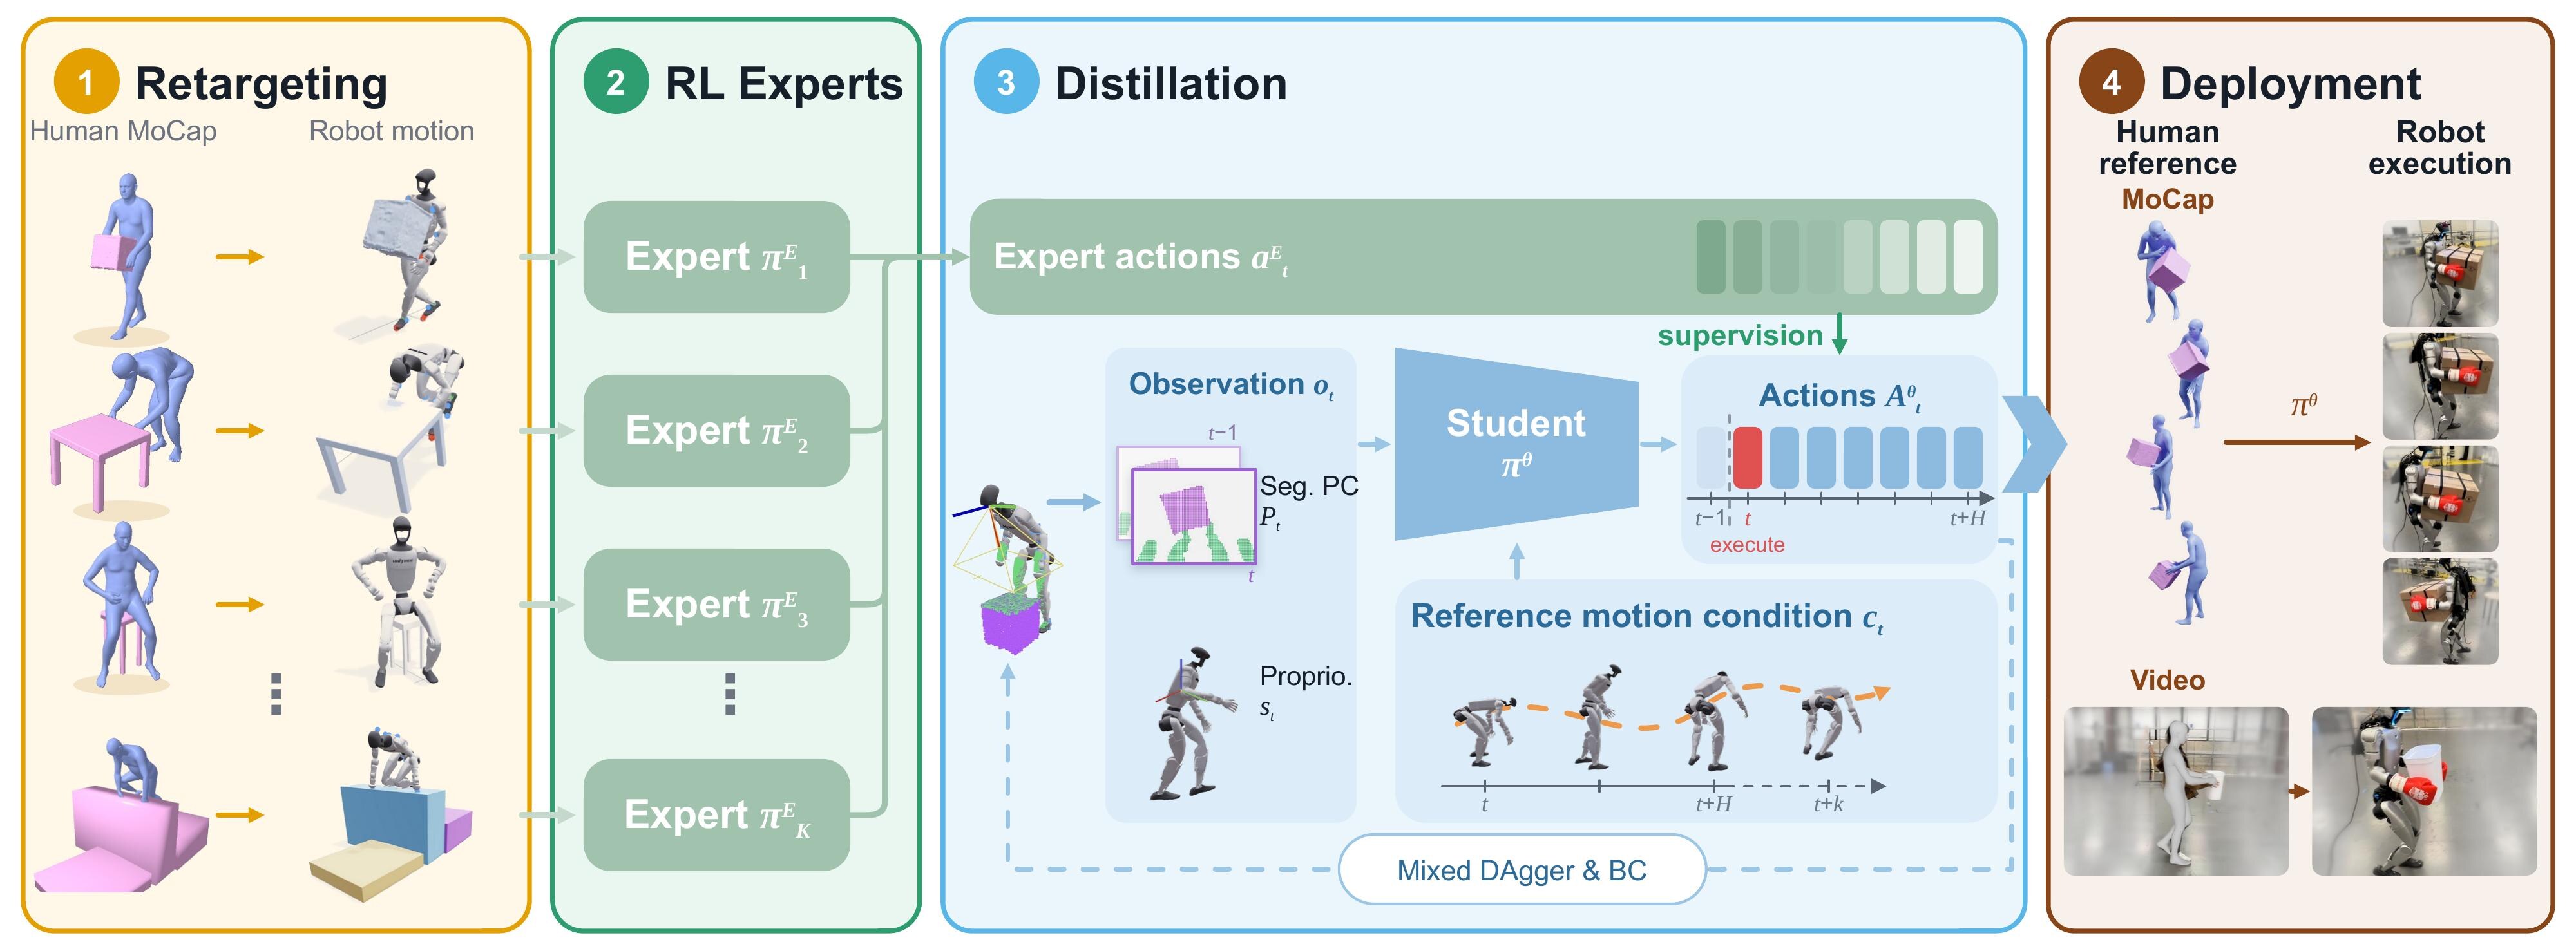 1 Retargeting
Human MoCap
Robot motion
2 RL Experts
Expert π^E_1
Expert π^E_2
Expert π^E_3
Expert π^E_K
3 Distillation
Expert actions a^E_t
supervision
Observation o_t
t−1
Seg. PC
P_t
t
Proprio.
s_t
Student
π^θ
Actions A^θ_t
t−1
t
t+H
execute
Reference motion condition c_t
t
t+H
t+k
Mixed DAgger & BC
4 Deployment
Human
reference
Robot
execution
MoCap
π^θ
Video